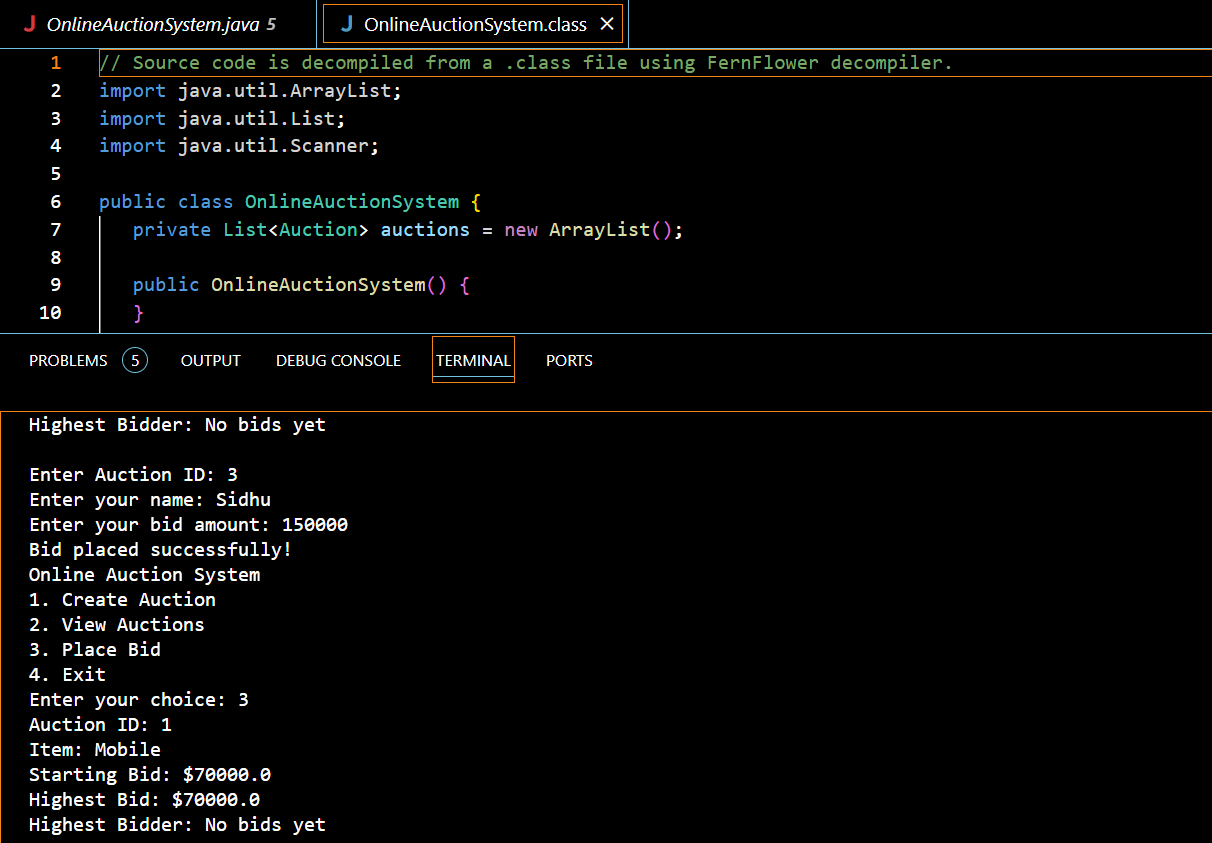 OnlineAuctionSystem.java 5
OnlineAuctionSystem.class
1 // Source code is decompiled from a .class file using FernFlower decompiler.
2 import java.util.ArrayList;
3 import java.util.List;
4 import java.util.Scanner;
5
6 public class OnlineAuctionSystem {
7 private List<Auction> auctions = new ArrayList();
8
9 public OnlineAuctionSystem() {
10 }
PROBLEMS 5 OUTPUT DEBUG CONSOLE TERMINAL PORTS
Highest Bidder: No bids yet
Enter Auction ID: 3
Enter your name: Sidhu
Enter your bid amount: 150000
Bid placed successfully!
Online Auction System
1. Create Auction
2. View Auctions
3. Place Bid
4. Exit
Enter your choice: 3
Auction ID: 1
Item: Mobile
Starting Bid: $70000.0
Highest Bid: $70000.0
Highest Bidder: No bids yet